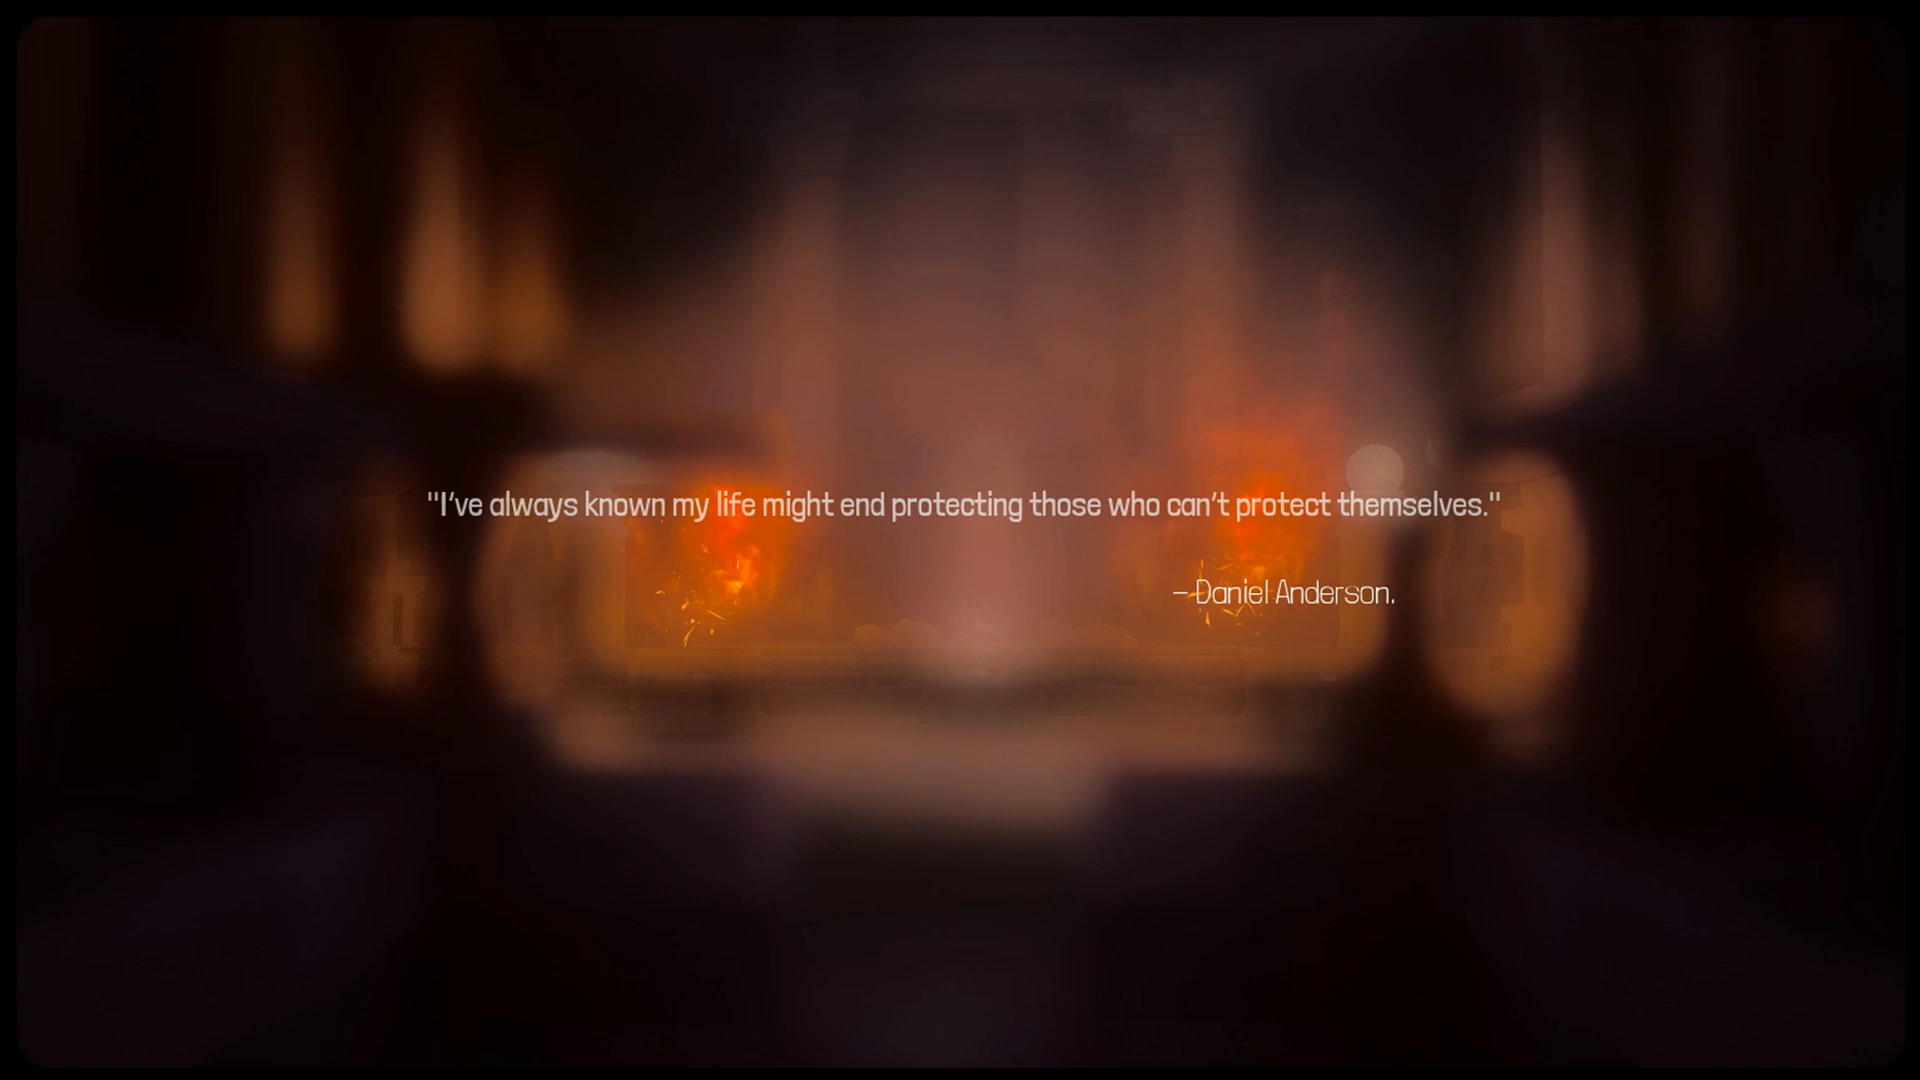 "I've always known my life might end protecting those who can't protect themselves."
– Daniel Anderson.